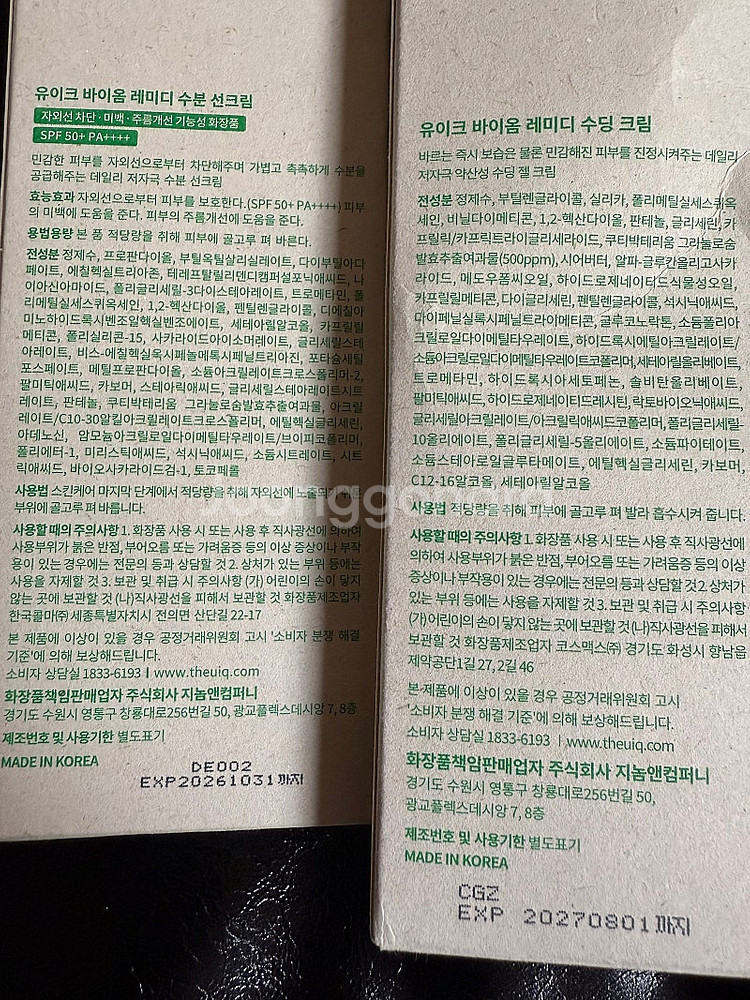 유이크 바이옴 레미디 수분 선크림
자외선 차단 · 미백 · 주름개선 기능성 화장품
SPF 50+ PA++++
민감한 피부를 자외선으로부터 차단해주며 가볍고 촉촉하게 수분을
공급해주는 데일리 저자극 수분 선크림
효능효과 자외선으로부터 피부를 보호한다.(SPF 50+ PA++++) 피부
의 미백에 도움을 준다. 피부의 주름개선에 도움을 준다.
용법용량 본 품 적당량을 취해 피부에 골고루 펴 바른다.
전성분 정제수, 프로판다이올, 부틸옥틸살리실레이트, 다이부틸아디
페이트, 에칠헥실트리아존, 테레프탈릴리덴디캠퍼설포닉애씨드, 나
이아신아마이드, 폴리글리세릴-3다이스테아레이트, 트로메타민, 폴
리메틸실세스퀴옥세인, 1,2-헥산다이올, 펜틸렌글라이콜, 디에칠아
미노하이드록시벤조일헥실벤조에이트, 세테아릴알코올, 카프릴릴
메티콘, 폴리실리콘-15, 사카라이드아이소머레이트, 글리세릴스테
아레이트, 비스-에칠헥실옥시페놀메톡시페닐트리아진, 포타슘세틸
포스페이트, 메틸프로판다이올, 소듐아크릴레이트크로스폴리머-2,
팔미틱애씨드, 카보머, 스테아릭애씨드, 글리세릴스테아레이트시트
레이트, 판테놀, 쿠티박테리움 그라눌로숨발효추출여과물, 아크릴
레이트/C10-30알킬아크릴레이트크로스폴리머, 에틸헥실글리세린,
아데노신, 암모늄아크릴로일다이메틸타우레이트/브이피코폴리머,
폴리에터-1, 미리스틱애씨드, 석시닉애씨드, 소듐시트레이트, 시트
릭애씨드, 바이오사카라이드검-1, 토코페롤
사용법 스킨케어 마지막 단계에서 적당량을 취해 자외선에 노출되기 쉬운
부위에 골고루 펴 바릅니다.
사용할 때의 주의사항 1. 화장품 사용 시 또는 사용 후 직사광선에 의하여
사용부위가 붉은 반점, 부어오름 또는 가려움증 등의 이상 증상이나 부작
용이 있는 경우에는 전문의 등과 상담할 것 2. 상처가 있는 부위 등에는
사용을 자제할 것 3. 보관 및 취급 시 주의사항 (가) 어린이의 손이 닿지
않는 곳에 보관할 것 (나)직사광선을 피해서 보관할 것 화장품제조업자
한국콜마㈜ 세종특별자치시 전의면 산단길 22-17
본 제품에 이상이 있을 경우 공정거래위원회 고시 '소비자 분쟁 해결
기준'에 의해 보상해드립니다.
소비자 상담실 1833-6193 | www.theuiq.com
화장품책임판매업자 주식회사 지놈앤컴퍼니
경기도 수원시 영통구 창룡대로256번길 50, 광교플렉스데시앙 7, 8층
제조번호 및 사용기한 별도표기
MADE IN KOREA
DE002
EXP20261031까지
유이크 바이옴 레미디 수딩 크림
바르는 즉시 보습은 물론 민감해진 피부를 진정시켜주는 데일리
저자극 약산성 수딩 젤 크림
전성분 정제수, 부틸렌글라이콜, 실리카, 폴리메틸실세스퀴옥
세인, 비닐다이메티콘, 1,2-헥산다이올, 판테놀, 글리세린, 카
프릴릭/카프릭트라이글리세라이드, 쿠티박테리움 그라눌로숨
발효추출여과물(500ppm), 시어버터, 알파-글루칸올리고사카
라이드, 메도우폼씨오일, 하이드로제네이티드식물성오일,
카프릴릴메티콘, 다이글리세린, 펜틸렌글라이콜, 석시닉애씨드,
다이페닐실록시페닐트라이메티콘, 글루코노락톤, 소듐폴리아
크릴로일다이메틸타우레이트, 하이드록시에틸아크릴레이트/
소듐아크릴로일다이메틸타우레이트코폴리머, 세테아릴올리베이트,
트로메타민, 하이드록시아세토페논, 솔비탄올리베이트,
팔미틱애씨드, 하이드로제네이티드레시틴, 락토바이오닉애씨드,
글리세릴아크릴레이트/아크릴릭애씨드코폴리머, 폴리글리세릴-
10올리에이트, 폴리글리세릴-5올리에이트, 소듐파이테이트,
소듐스테아로일글루타메이트, 에틸헥실글리세린, 카보머,
C12-16알코올, 세테아릴알코올
사용법 적당량을 취해 피부에 골고루 펴 발라 흡수시켜 줍니다.
사용할 때의 주의사항 1. 화장품 사용 시 또는 사용 후 직사광선에
의하여 사용부위가 붉은 반점, 부어오름 또는 가려움증 등의 이상
증상이나 부작용이 있는 경우에는 전문의 등과 상담할 것 2. 상처가
있는 부위 등에는 사용을 자제할 것 3. 보관 및 취급 시 주의사항
(가) 어린이의 손이 닿지 않는 곳에 보관할 것 (나)직사광선을 피해서
보관할 것 화장품제조업자 코스맥스㈜ 경기도 화성시 향남읍
제약공단1길 27, 2길 46
본 제품에 이상이 있을 경우 공정거래위원회 고시
'소비자 분쟁 해결 기준'에 의해 보상해드립니다.
소비자 상담실 1833-6193 | www.theuiq.com
화장품책임판매업자 주식회사 지놈앤컴퍼니
경기도 수원시 영통구 창룡대로256번길 50,
광교플렉스데시앙 7, 8층
제조번호 및 사용기한 별도표기
MADE IN KOREA
CGZ
EXP 20270801까지